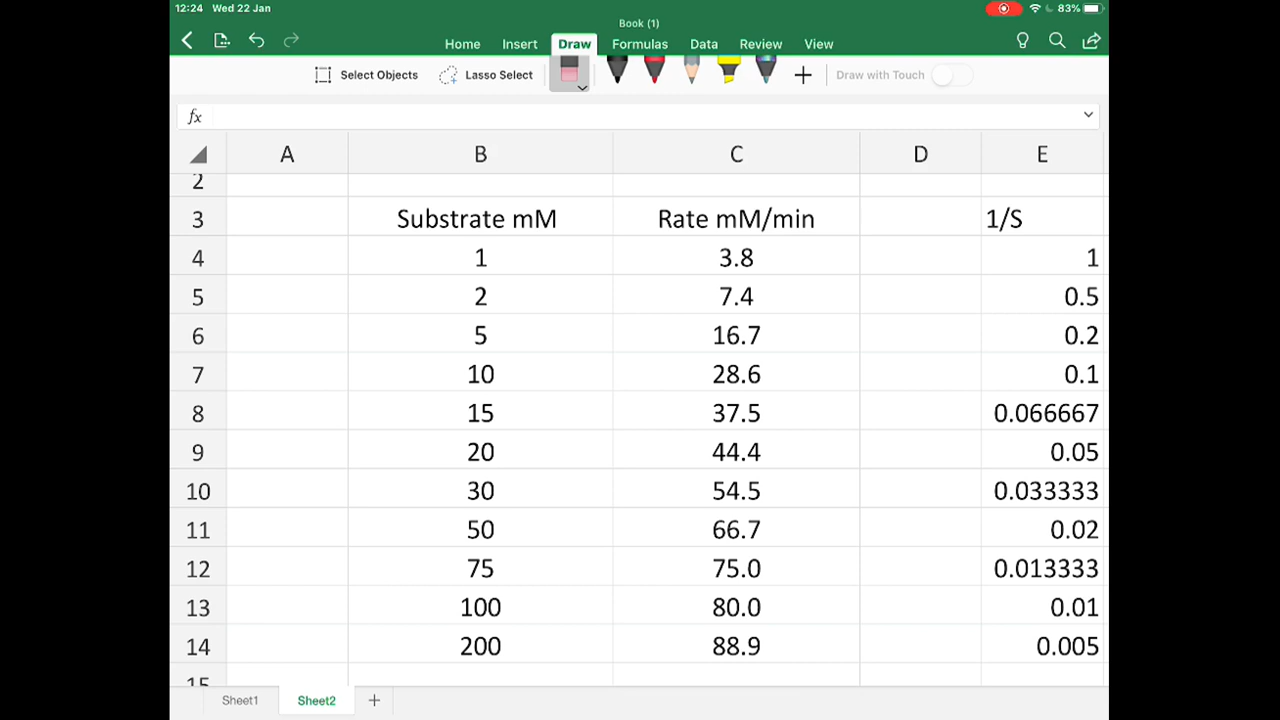 12:24 Wed 22 Jan 83%
Book (1)
Home Insert Draw Formulas Data Review View
Select Objects Lasso Select Draw with Touch
fx
A B C D E
2
3 Substrate mM Rate mM/min 1/S
4 1 3.8 1
5 2 7.4 0.5
6 5 16.7 0.2
7 10 28.6 0.1
8 15 37.5 0.066667
9 20 44.4 0.05
10 30 54.5 0.033333
11 50 66.7 0.02
12 75 75.0 0.013333
13 100 80.0 0.01
14 200 88.9 0.005
15
Sheet1 Sheet2